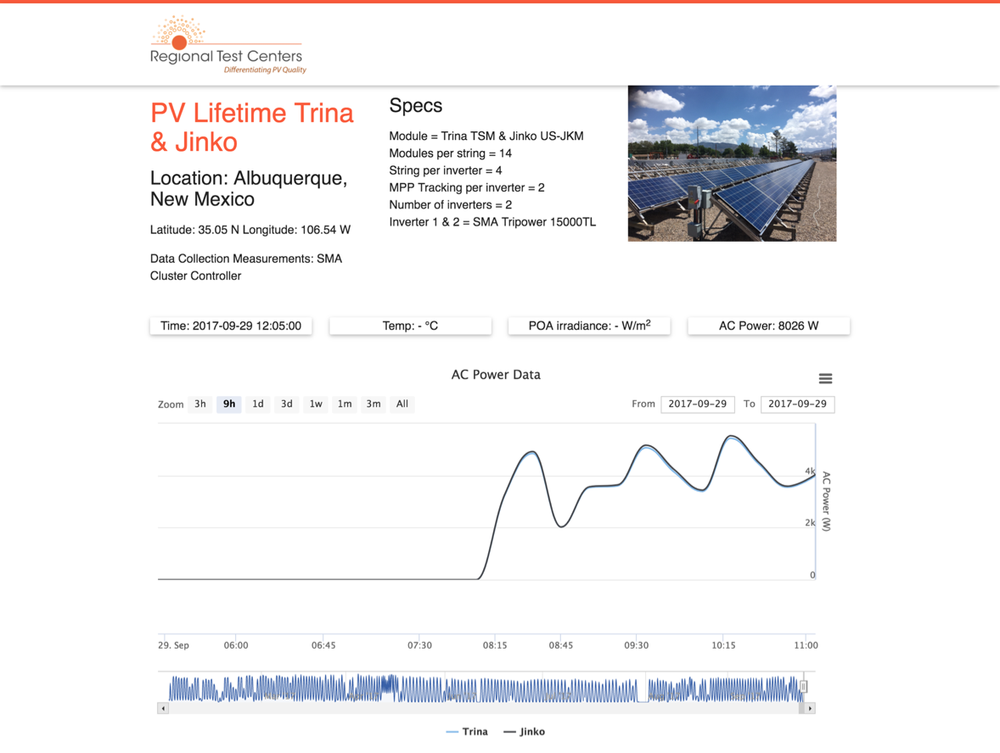 Regional Test Centers
Differentiating PV Quality
PV Lifetime Trina
& Jinko
Location: Albuquerque,
New Mexico
Latitude: 35.05 N Longitude: 106.54 W
Data Collection Measurements: SMA
Cluster Controller
Specs
Module = Trina TSM & Jinko US-JKM
Modules per string = 14
String per inverter = 4
MPP Tracking per inverter = 2
Number of inverters = 2
Inverter 1 & 2 = SMA Tripower 15000TL
Time: 2017-09-29 12:05:00
Temp: - °C
POA irradiance: - W/m²
AC Power: 8026 W
AC Power Data
Zoom 3h 9h 1d 3d 1w 1m 3m All
From 2017-09-29 To 2017-09-29
4k
2k
0
AC Power (W)
29. Sep 06:00 06:45 07:30 08:15 08:45 09:30 10:15 11:00
Trina Jinko